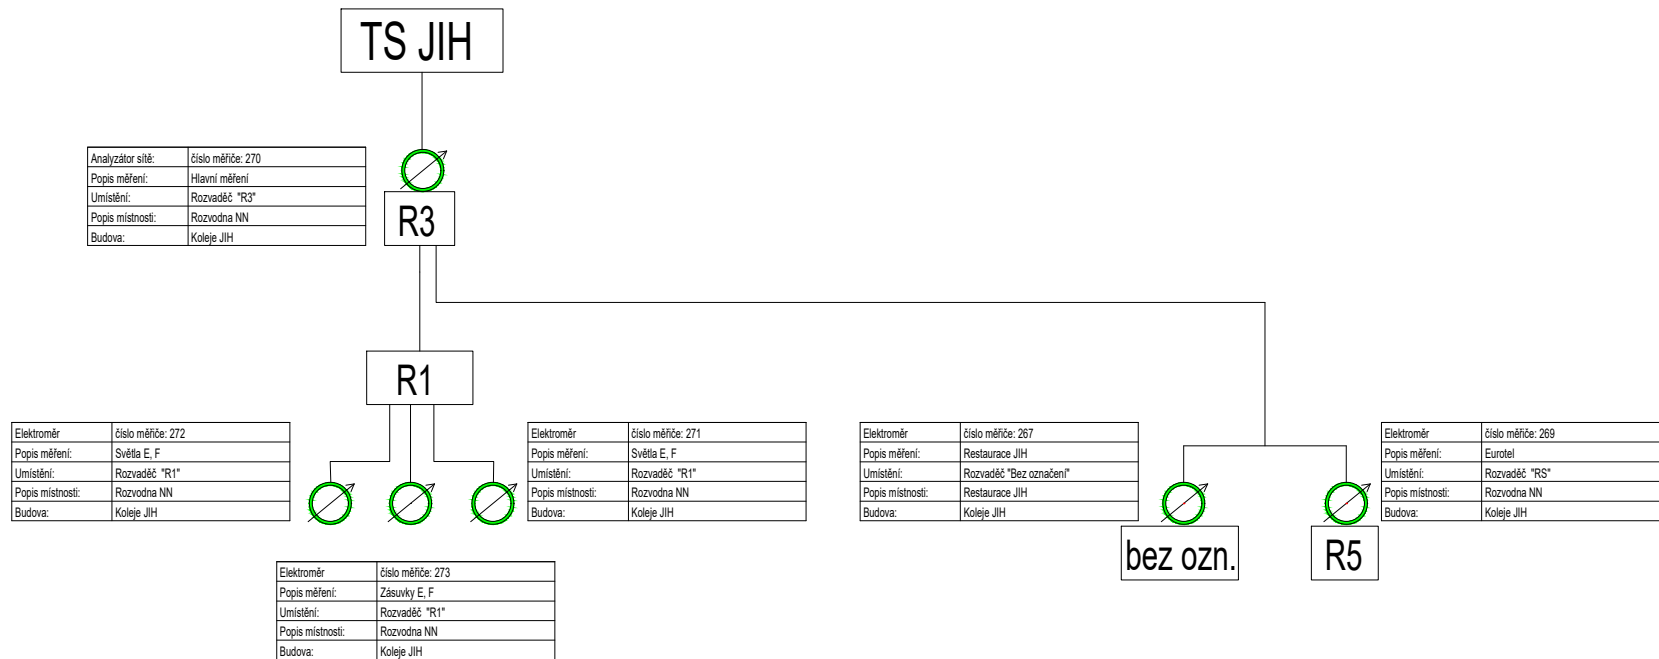 TS JIH
Analyzátor sítě: číslo měřiče: 270
Popis měření: Hlavní měření
Umístění: Rozvaděč "R3"
Popis místnosti: Rozvodna NN
Budova: Koleje JIH
R3
R1
Elektroměr číslo měřiče: 272
Popis měření: Světla E, F
Umístění: Rozvaděč "R1"
Popis místnosti: Rozvodna NN
Budova: Koleje JIH
Elektroměr číslo měřiče: 271
Popis měření: Světla E, F
Umístění: Rozvaděč "R1"
Popis místnosti: Rozvodna NN
Budova: Koleje JIH
Elektroměr číslo měřiče: 267
Popis měření: Restaurace JIH
Umístění: Rozvaděč "Bez označení"
Popis místnosti: Restaurace JIH
Budova: Koleje JIH
Elektroměr číslo měřiče: 269
Popis měření: Eurotel
Umístění: Rozvaděč "RS"
Popis místnosti: Rozvodna NN
Budova: Koleje JIH
bez ozn.
R5
Elektroměr číslo měřiče: 273
Popis měření: Zásuvky E, F
Umístění: Rozvaděč "R1"
Popis místnosti: Rozvodna NN
Budova: Koleje JIH